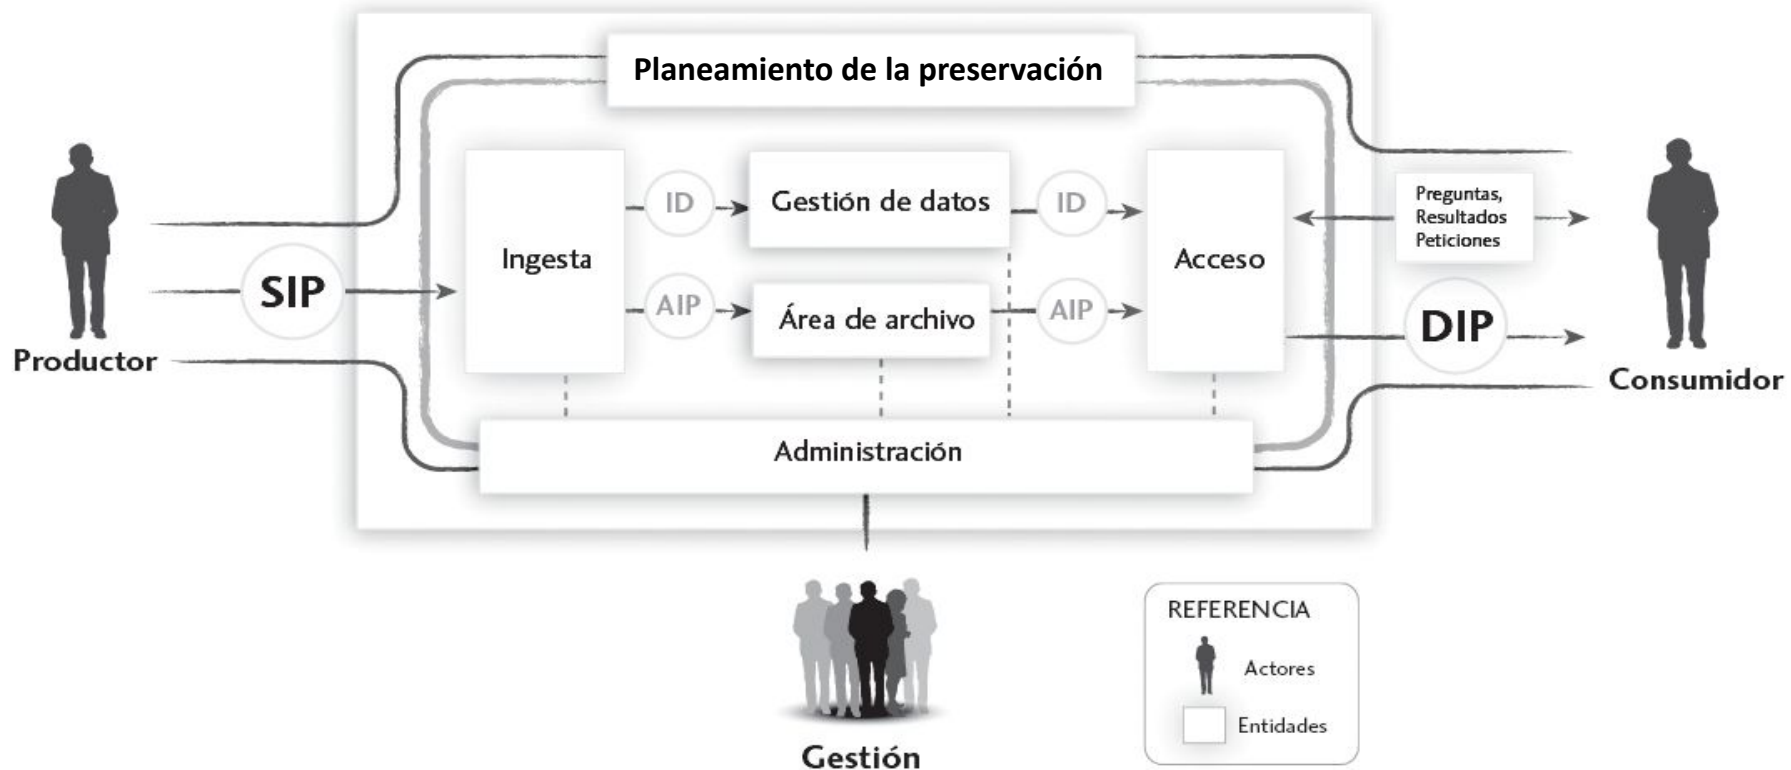 Planeamiento de la preservación
ID
Gestión de datos
ID
Preguntas,
Resultados
Peticiones
Ingesta
Acceso
SIP
AIP
Área de archivo
AIP
DIP
Productor
Consumidor
Administración
REFERENCIA
Actores
Entidades
Gestión